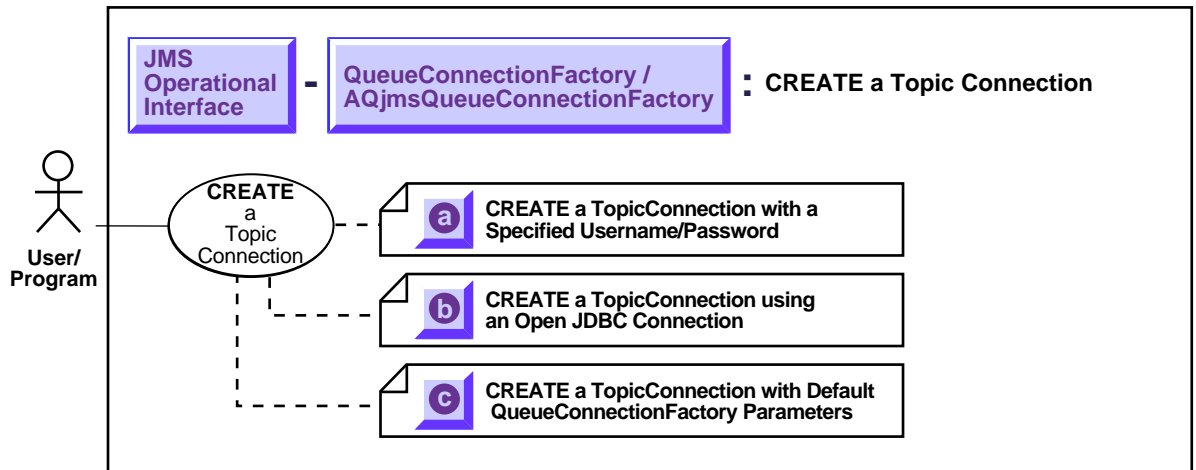 JMS
Operational
Interface
-
QueueConnectionFactory /
AQjmsQueueConnectionFactory
: CREATE a Topic Connection
User/
Program
CREATE
a
Topic
Connection
a
CREATE a TopicConnection with a
Specified Username/Password
b
CREATE a TopicConnection using
an Open JDBC Connection
c
CREATE a TopicConnection with Default
QueueConnectionFactory Parameters